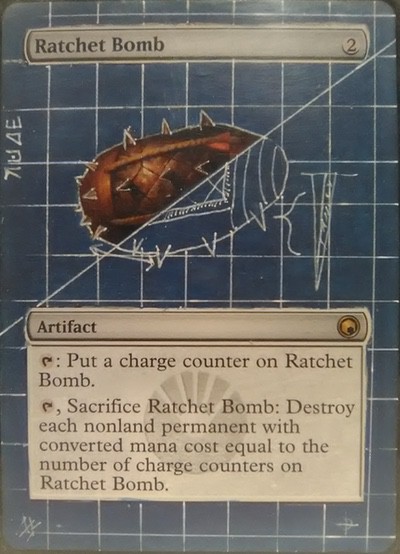 Ratchet Bomb 2
Artifact
: Put a charge counter on Ratchet
Bomb.
, Sacrifice Ratchet Bomb: Destroy
each nonland permanent with
converted mana cost equal to the
number of charge counters on
Ratchet Bomb.